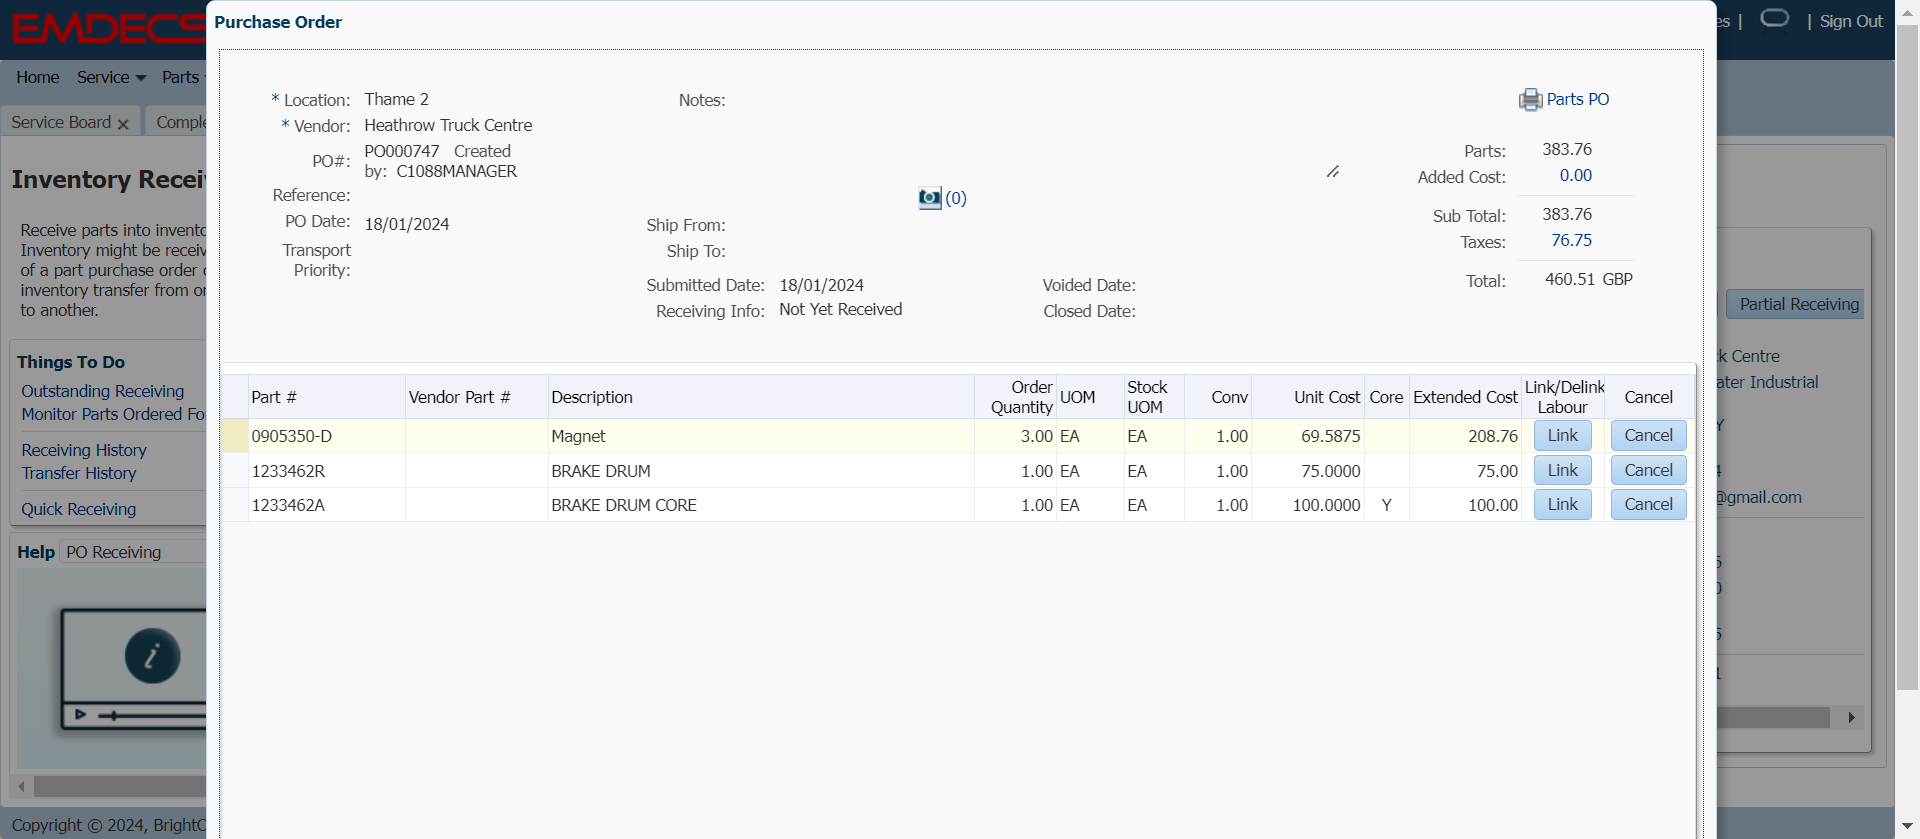 EMDECS
Purchase Order
es | | Sign Out
Home Service Parts
Service Board
Inventory Recei
Receive parts into invento
Inventory might be receiv
of a part purchase order
inventory transfer from
to another.
Things To Do
Outstanding Receiving
Monitor Parts Ordered Fo
Receiving History
Transfer History
Quick Receiving
Help PO Receiving
i
Copyright © 2024, BrightO
* Location: Thame 2
* Vendor: Heathrow Truck Centre
PO#: PO000747 Created
by: C1088MANAGER
Reference:
PO Date: 18/01/2024
Transport
Priority:
Notes:
(0)
Ship From:
Ship To:
Submitted Date: 18/01/2024
Receiving Info: Not Yet Received
Voided Date:
Closed Date:
Parts PO
Parts: 383.76
Added Cost: 0.00
Sub Total: 383.76
Taxes: 76.75
Total: 460.51 GBP
Part # Vendor Part # Description Order Quantity UOM Stock UOM Conv Unit Cost Core Extended Cost Link/Delink Labour Cancel
0905350-D Magnet 3.00 EA EA 1.00 69.5875 208.76 Link Cancel
1233462R BRAKE DRUM 1.00 EA EA 1.00 75.0000 75.00 Link Cancel
1233462A BRAKE DRUM CORE 1.00 EA EA 1.00 100.0000 Y 100.00 Link Cancel
Partial Receiving
k Centre
ater Industrial
Y
@gmail.com